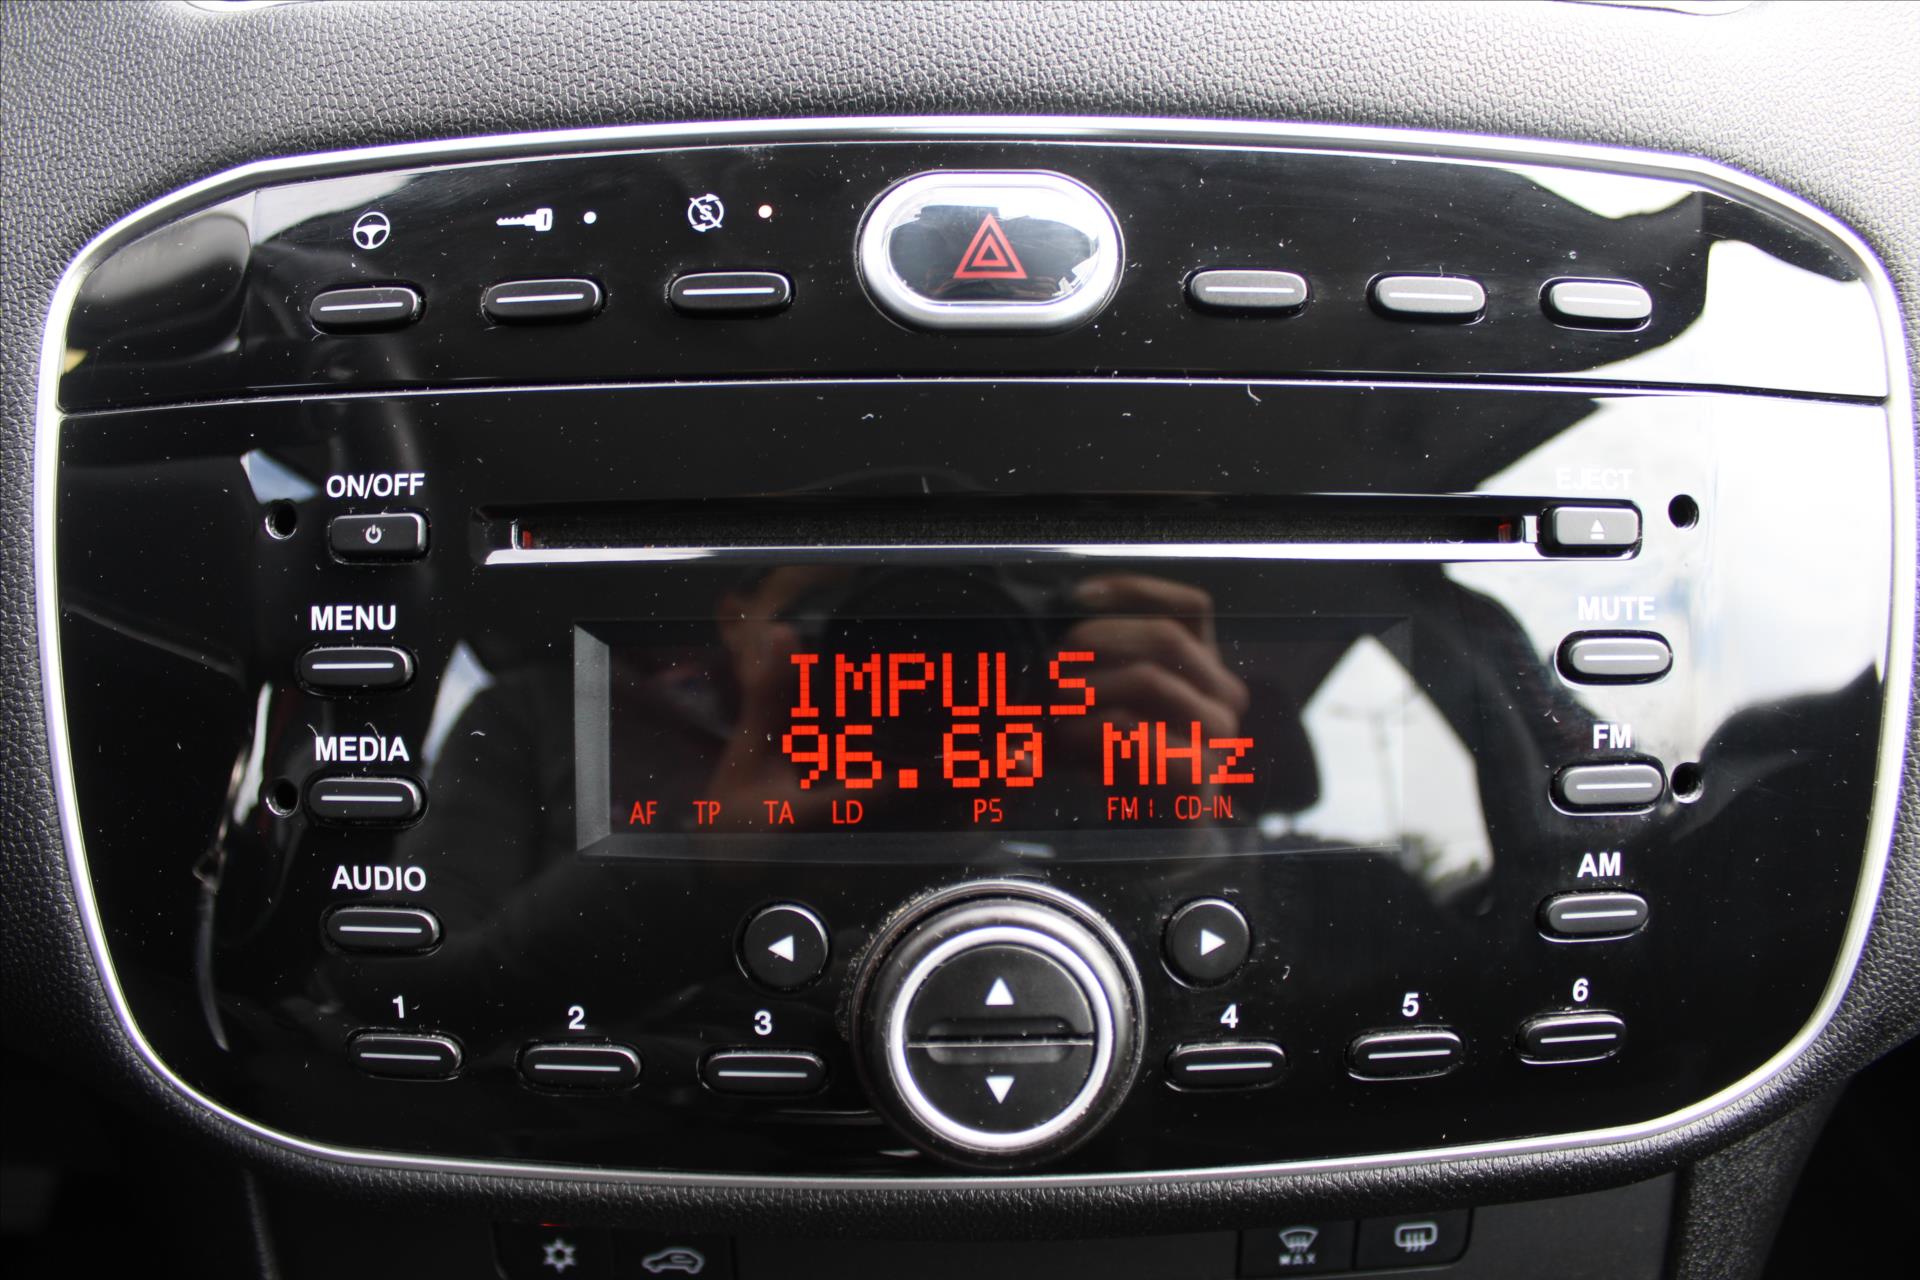 ON/OFF
EJECT
MENU
MUTE
IMPULS
MEDIA
96.60 MHz
FM
AF TP TA LD PS FM1 CD-IN
AUDIO
AM
1 2 3 4 5 6
MAX